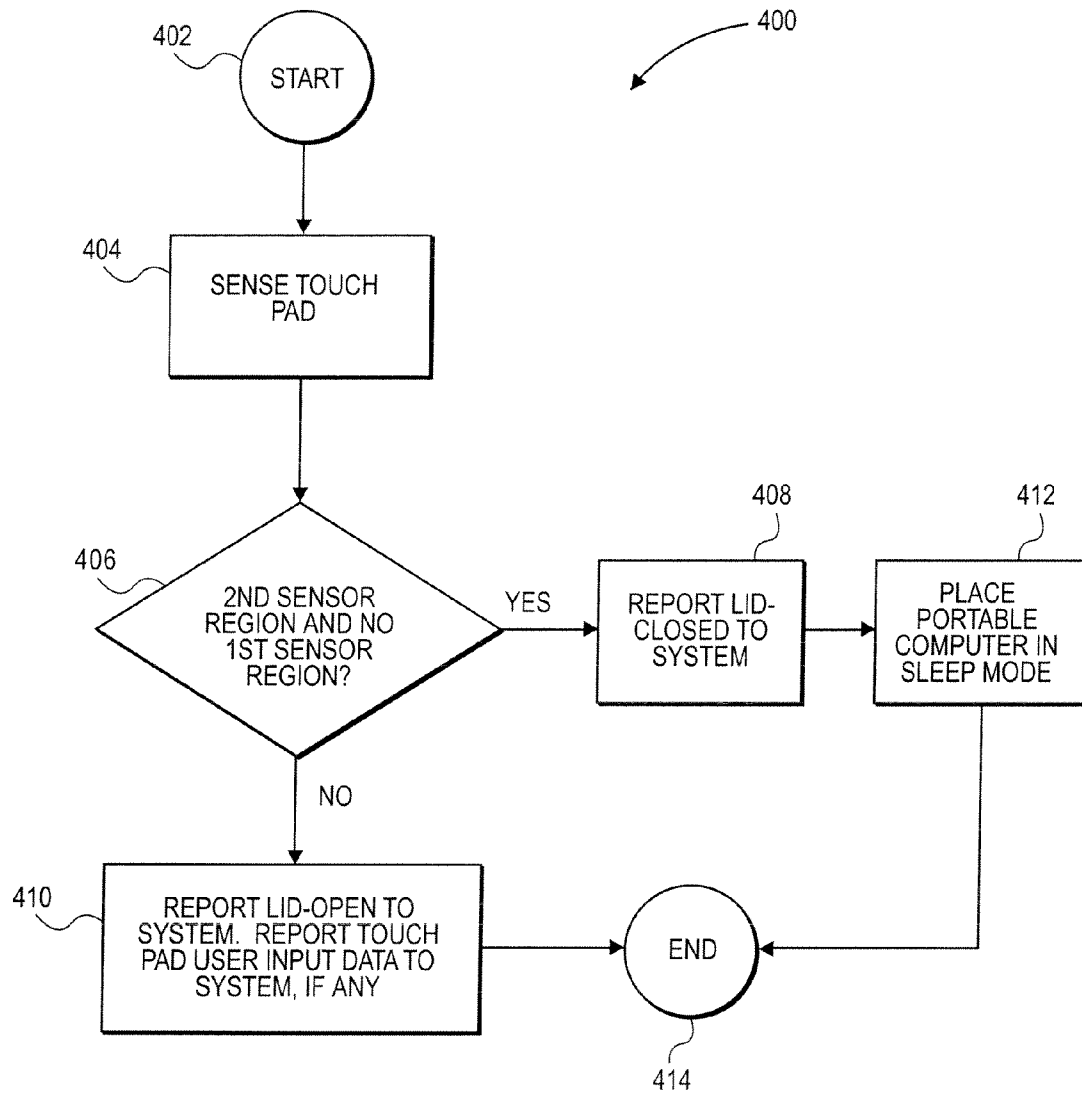 402
START
400
404
SENSE TOUCH
PAD
406
2ND SENSOR
REGION AND NO
1ST SENSOR
REGION?
YES
408
REPORT LID-
CLOSED TO
SYSTEM
412
PLACE
PORTABLE
COMPUTER IN
SLEEP MODE
NO
410
REPORT LID-OPEN TO
SYSTEM. REPORT TOUCH
PAD USER INPUT DATA TO
SYSTEM, IF ANY
END
414